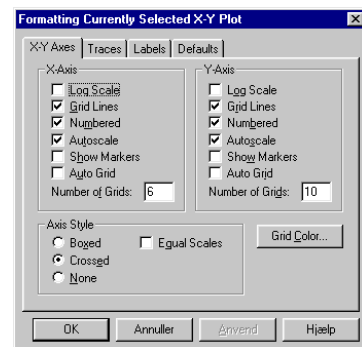 Formatting Currently Selected X-Y Plot
X-Y Axes Traces Labels Defaults
X-Axis
Log Scale
Grid Lines
Numbered
Autoscale
Show Markers
Auto Grid
Number of Grids: 6
Y-Axis
Log Scale
Grid Lines
Numbered
Autoscale
Show Markers
Auto Grid
Number of Grids: 10
Axis Style
Boxed
Crossed
None
Equal Scales
Grid Color...
OK Annuller Anvend Hjælp